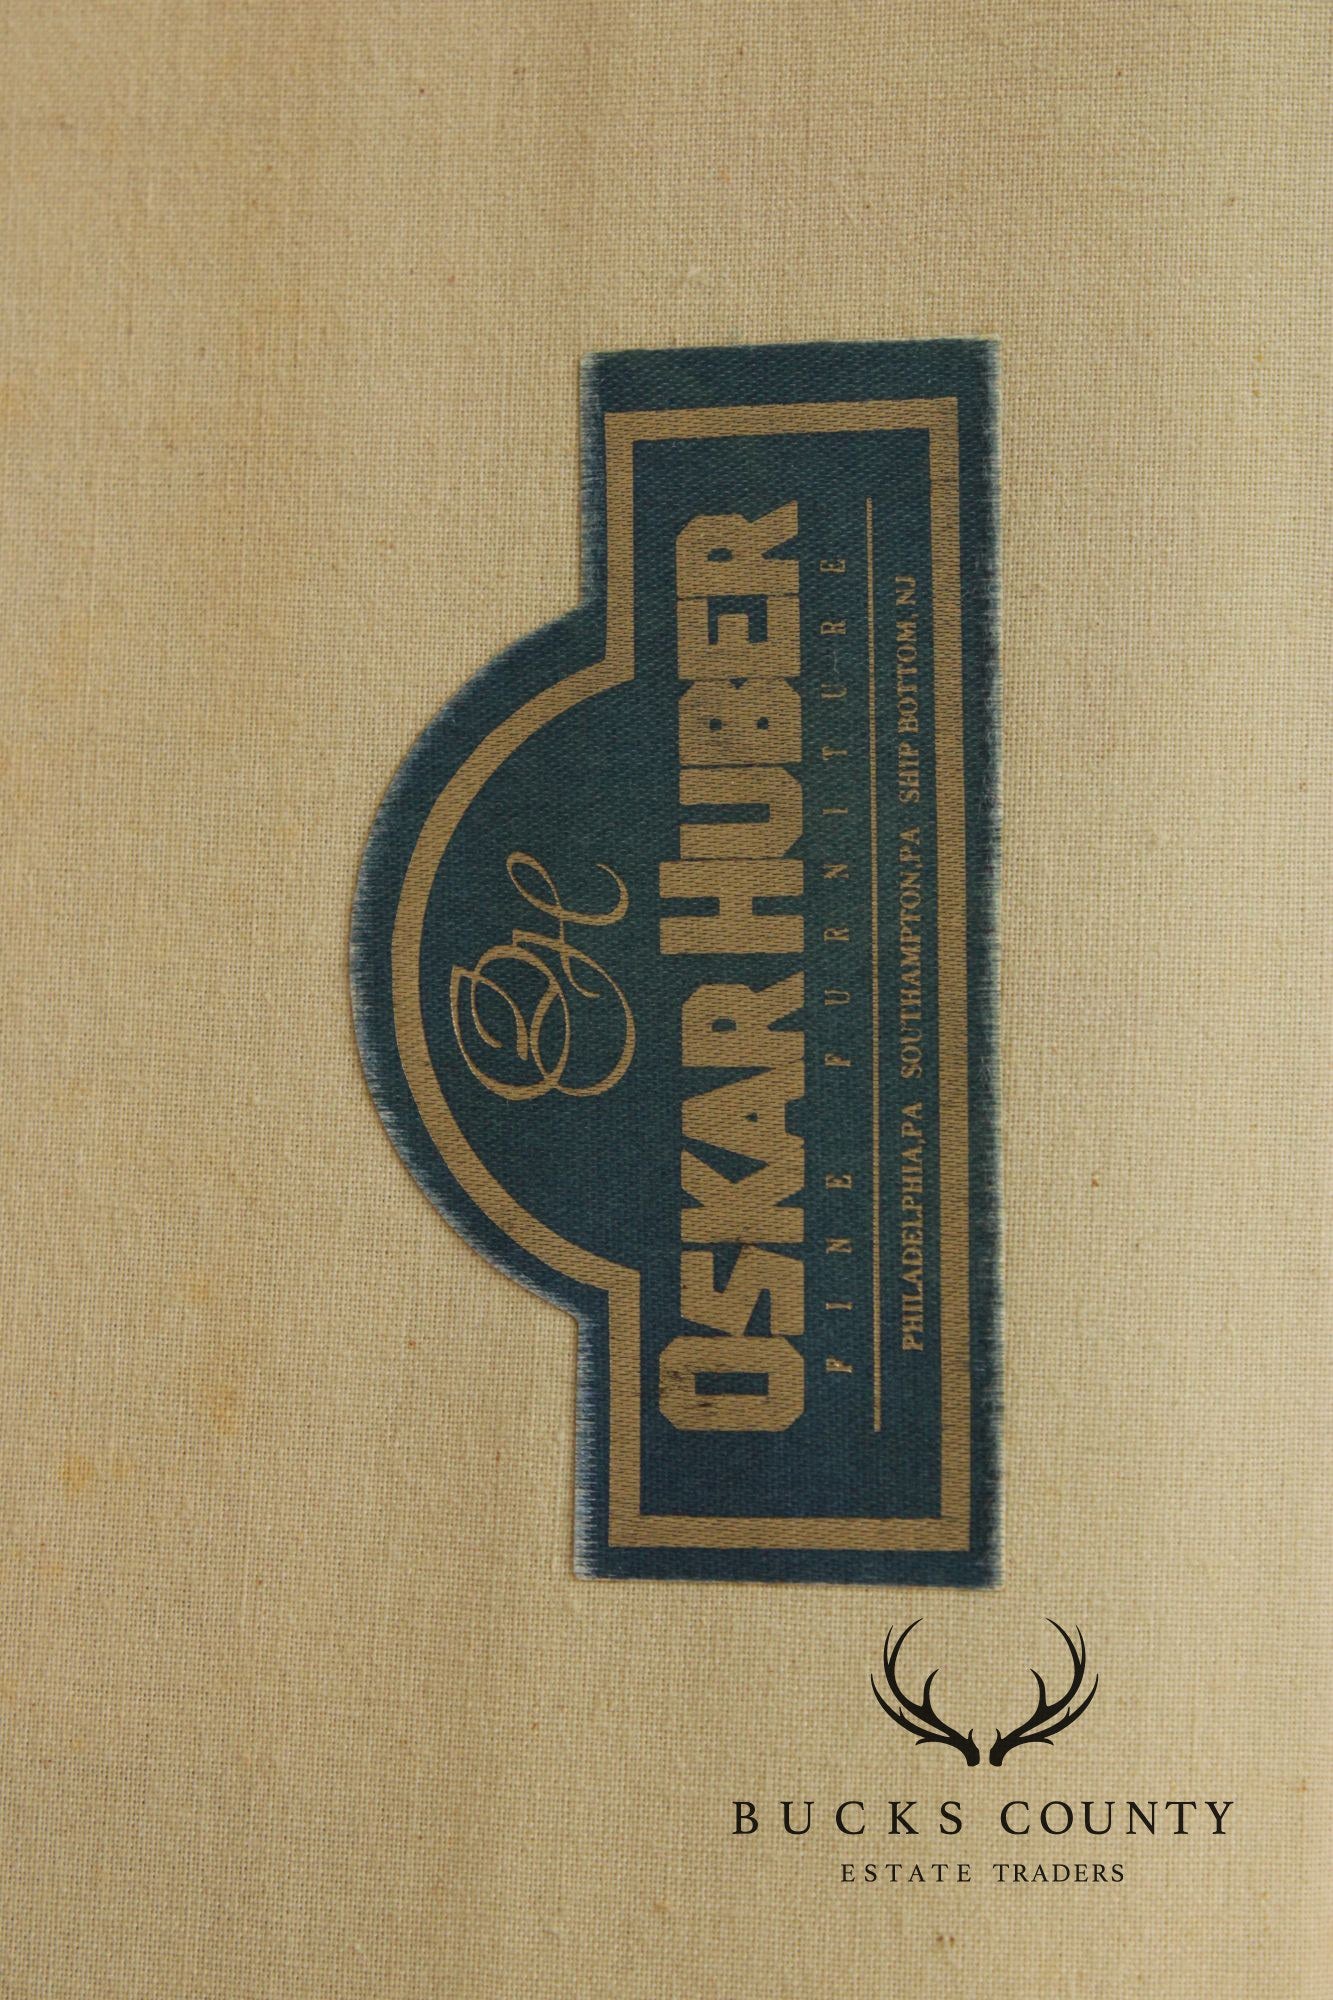 OH
OSKAR HUBER
FINE FURNITURE
PHILADELPHIA,PA SOUTHAMPTON,PA SHIP BOTTOM,NJ
BUCKS COUNTY
ESTATE TRADERS